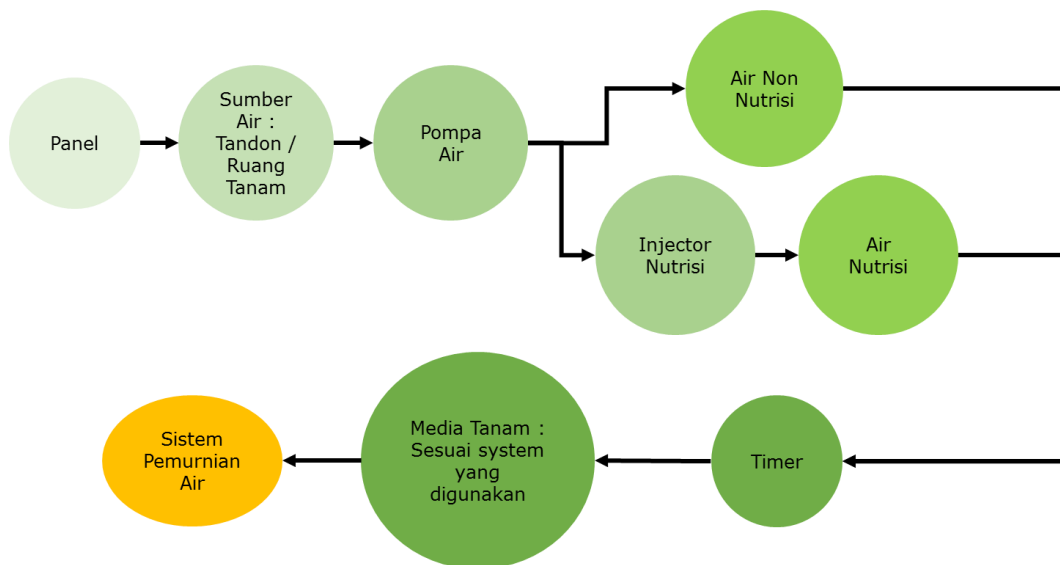 Panel
Sumber
Air :
Tandon /
Ruang
Tanam
Pompa
Air
Air Non
Nutrisi
Injector
Nutrisi
Air
Nutrisi
Timer
Media Tanam :
Sesuai system
yang
digunakan
Sistem
Pemurnian
Air